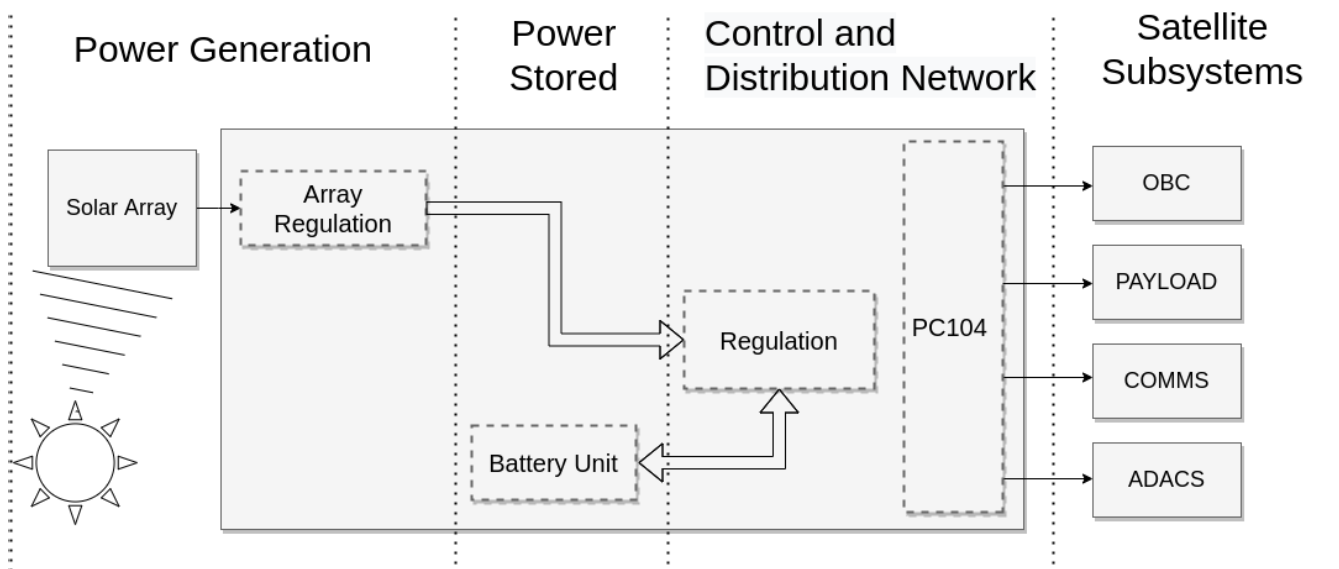 Power Generation
Power
Stored
Control and
Distribution Network
Satellite
Subsystems
Solar Array
Array
Regulation
Regulation
Battery Unit
PC104
OBC
PAYLOAD
COMMS
ADACS